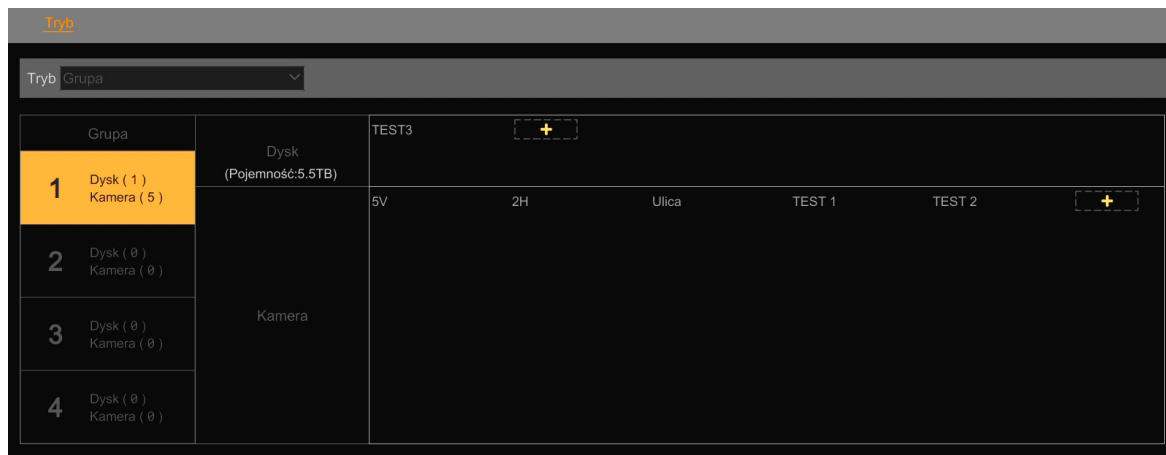 Tryb
Tryb Grupa
Grupa
Dysk
(Pojemność:5.5TB)
TEST3 +
1 Dysk ( 1 )
Kamera ( 5 )
2 Dysk ( 0 )
Kamera ( 0 )
3 Dysk ( 0 )
Kamera ( 0 )
4 Dysk ( 0 )
Kamera ( 0 )
Kamera
5V 2H Ulica TEST 1 TEST 2 +